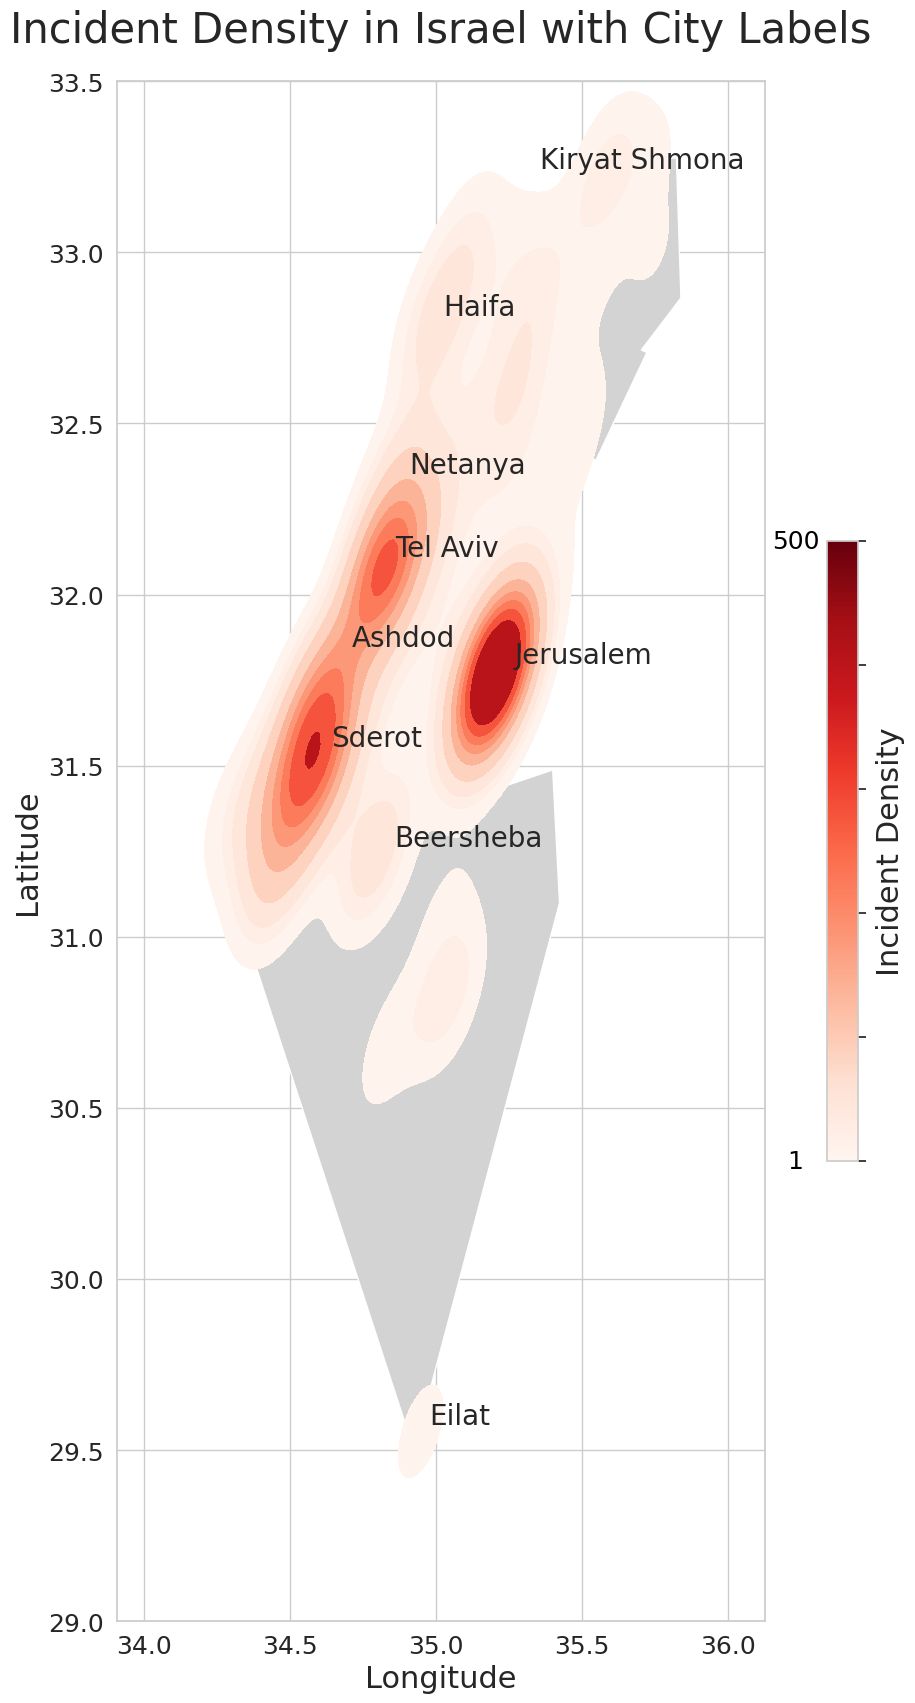 Incident Density in Israel with City Labels
33.5
33.0
32.5
32.0
31.5
31.0
30.5
30.0
29.5
29.0
Latitude
Kiryat Shmona
Haifa
Netanya
Tel Aviv
Ashdod
Jerusalem
Sderot
Beersheba
Eilat
34.0 34.5 35.0 35.5 36.0
Longitude
500
1
Incident Density